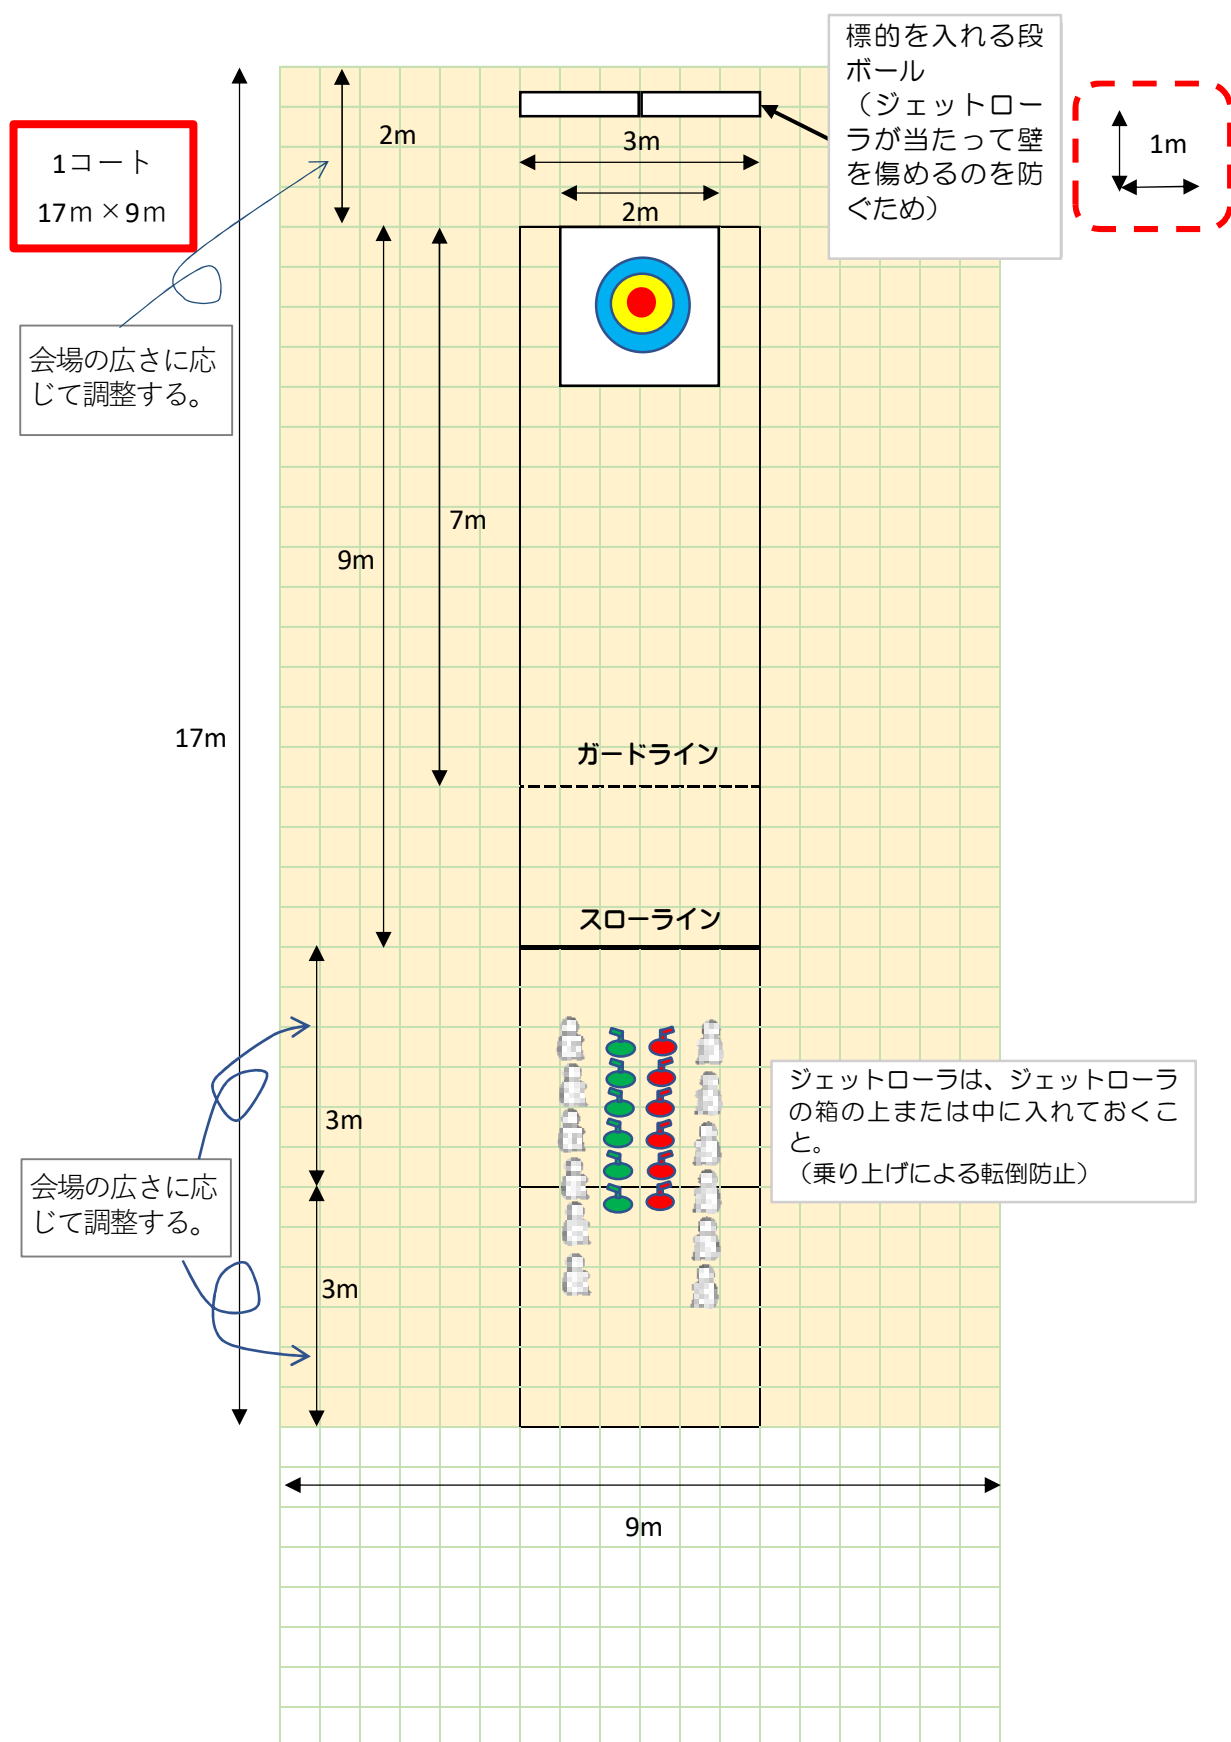 標的を入れる段
ボール
（ジェットロー
ラが当たって壁
を傷めるのを防
ぐため）
1m
2m
3m
2m
1コート
17ｍ×9ｍ
会場の広さに応
じて調整する。
7m
9m
17m
ガードライン
スローライン
ジェットローラは、ジェットローラ
の箱の上または中に入れておくこ
と。
（乗り上げによる転倒防止）
3m
会場の広さに応
じて調整する。
3m
9m